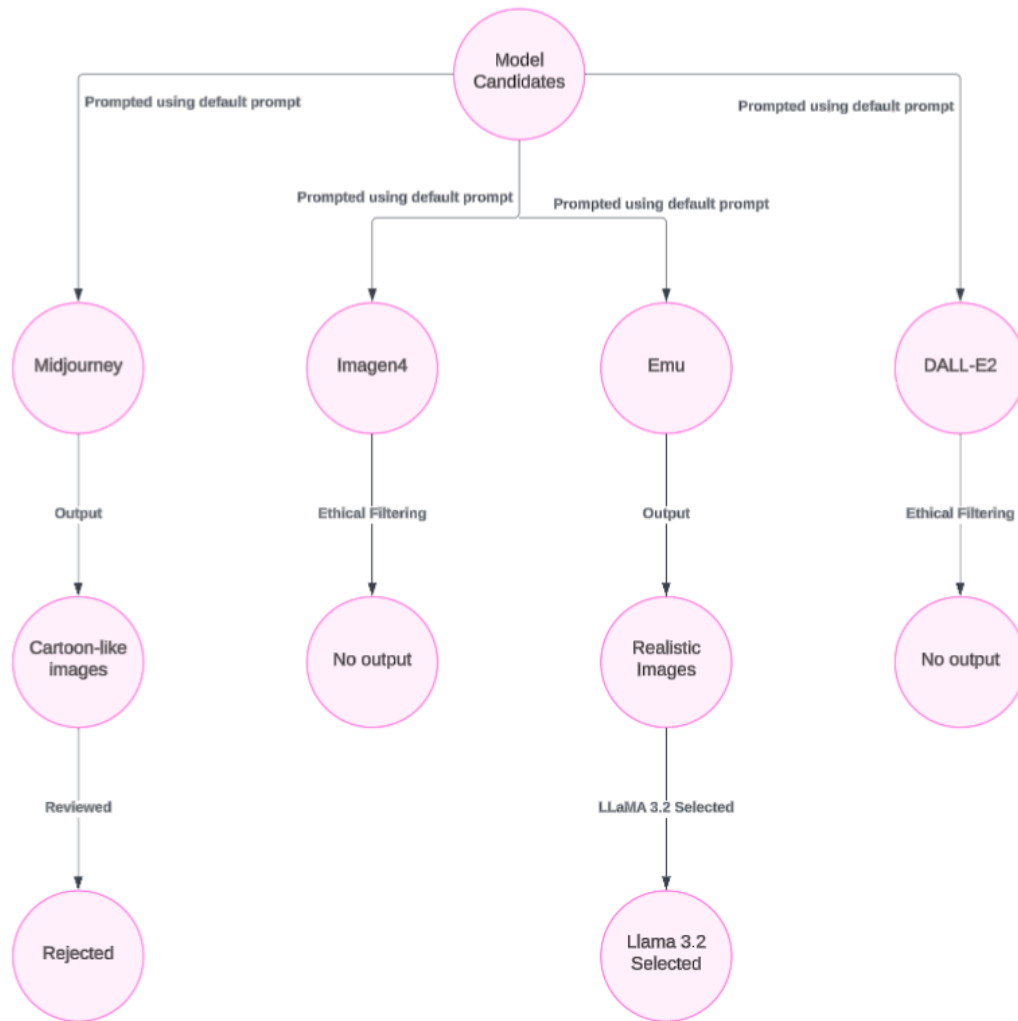 Model
Candidates
Prompted using default prompt
Prompted using default prompt
Prompted using default prompt
Prompted using default prompt
Midjourney
Imagen4
Emu
DALL-E2
Output
Ethical Filtering
Output
Ethical Filtering
Cartoon-like
images
No output
Realistic
Images
No output
Reviewed
LLaMA 3.2 Selected
Rejected
Llama 3.2
Selected